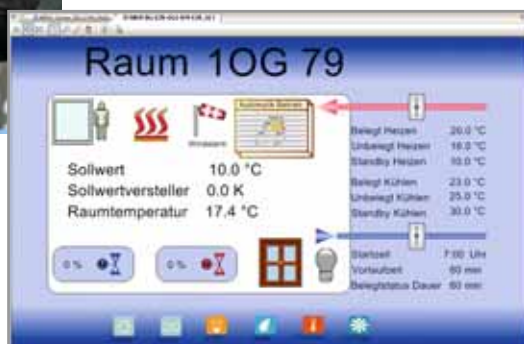 Raum 1OG 79
Automatik Betrieb
Windalarm
Sollwert 10.0 °C
Sollwertversteller 0.0 K
Raumtemperatur 17.4 °C
0 %
0 %
Belegt Heizen 20.0 °C
Unbelegt Heizen 16.0 °C
Standby Heizen 10.0 °C
Belegt Kühlen 23.0 °C
Unbelegt Kühlen 25.0 °C
Standby Kühlen 30.0 °C
Startzeit 7:00 Uhr
Vorlaufzeit 60 min
Belegtstatus Dauer 60 min